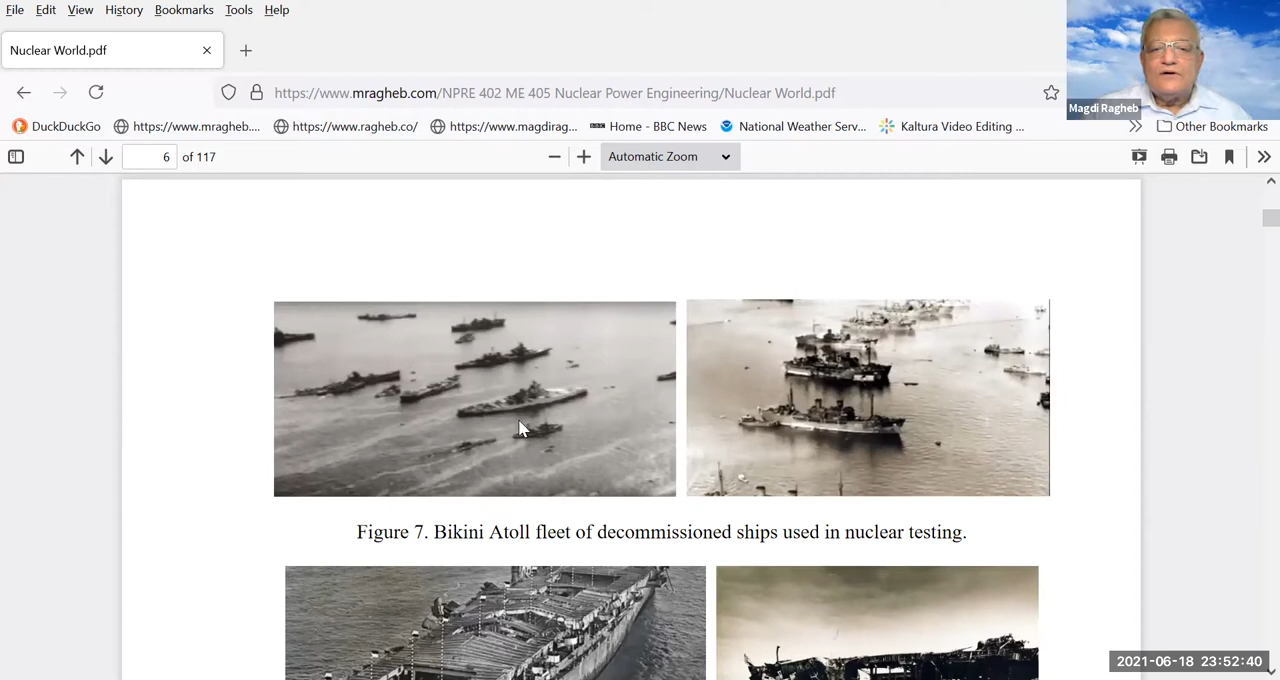 File Edit View History Bookmarks Tools Help
Nuclear World.pdf
https://www.mragheb.com/NPRE 402 ME 405 Nuclear Power Engineering/Nuclear World.pdf
Magdi Ragheb
DuckDuckGo https://www.mragheb.... https://www.ragheb.co/ https://www.magdirag... BBC Home - BBC News National Weather Serv... Kaltura Video Editing ... Other Bookmarks
6 of 117 Automatic Zoom
Figure 7. Bikini Atoll fleet of decommissioned ships used in nuclear testing.
2021-06-18 23:52:40